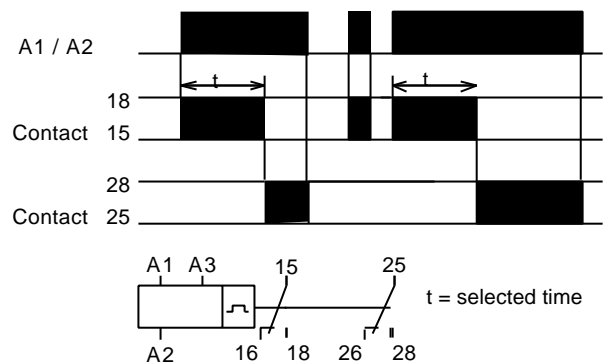 A1 / A2
t t
18
Contact 15
28
Contact 25
A1 A3 15 25
t = selected time
A2 16 18 26 28